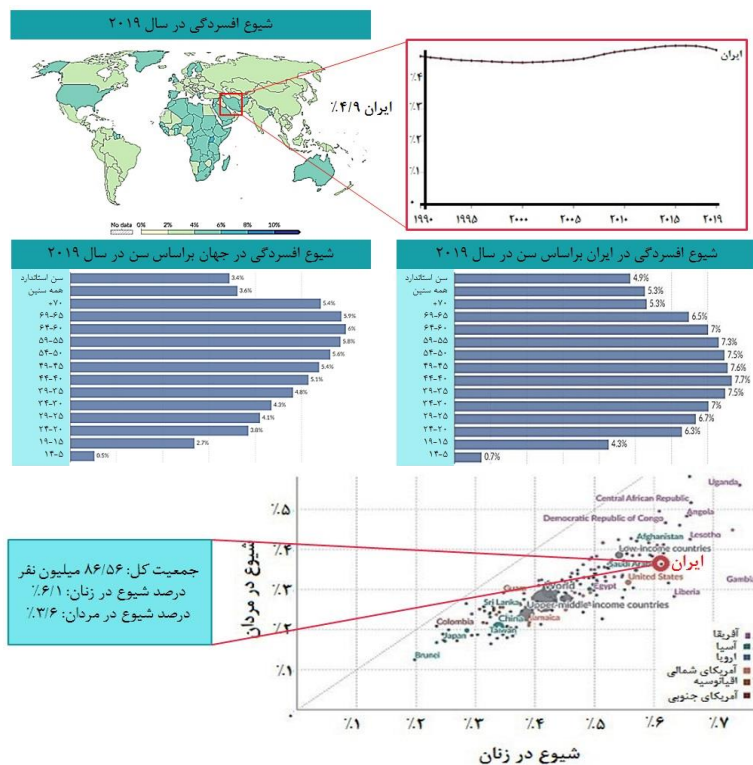 شیوع افسردگی در سال ۲۰۱۹
ایران ۴/۹٪
No data 0% 2% 4% 6% 8% 10%
ایران
٪۴
٪۳
٪۲
٪۱
۰
۱۹۹۰ ۱۹۹۵ ۲۰۰۰ ۲۰۰۵ ۲۰۱۰ ۲۰۱۵ ۲۰۱۹
شیوع افسردگی در جهان براساس سن در سال ۲۰۱۹
سن استاندارد 3.4%
همه سنین 3.6%
+۷۰ 5.4%
۶۹-۶۵ 5.9%
۶۴-۶۰ 6%
۵۹-۵۵ 5.8%
۵۴-۵۰ 5.6%
۴۹-۴۵ 5.4%
۴۴-۴۰ 5.1%
۳۹-۳۵ 4.8%
۳۴-۳۰ 4.3%
۲۹-۲۵ 4.1%
۲۴-۲۰ 3.8%
۱۹-۱۵ 2.7%
۱۴-۵ 0.5%
شیوع افسردگی در ایران براساس سن در سال ۲۰۱۹
سن استاندارد 4.9%
همه سنین 5.3%
+۷۰ 5.3%
۶۹-۶۵ 6.5%
۶۴-۶۰ 7%
۵۹-۵۵ 7.3%
۵۴-۵۰ 7.5%
۴۹-۴۵ 7.6%
۴۴-۴۰ 7.7%
۳۹-۳۵ 7.5%
۳۴-۳۰ 7%
۲۹-۲۵ 6.7%
۲۴-۲۰ 6.3%
۱۹-۱۵ 4.3%
۱۴-۵ 0.7%
جمعیت کل: ۸۶/۵۶ میلیون نفر
درصد شیوع در زنان: ۶/۱٪
درصد شیوع در مردان: ۳/۶٪
شیوع در مردان
٪۵
٪۴
٪۳
٪۲
٪۱
۰
Uganda
Central African Republic
Angola
Democratic Republic of Congo
Lesotho
Afghanistan
Low-income countries
Saudi Arabia
ایران
United States
Gambia
World
Egypt
Liberia
Guam
Sri Lanka
Upper-middle income countries
Colombia
China
Jamaica
Japan
Taiwan
Brunei
آفریقا
آسیا
اروپا
آمریکای شمالی
اقیانوسیه
آمریکای جنوبی
٪۱ ٪۲ ٪۳ ٪۴ ٪۵ ٪۶ ٪۷
شیوع در زنان